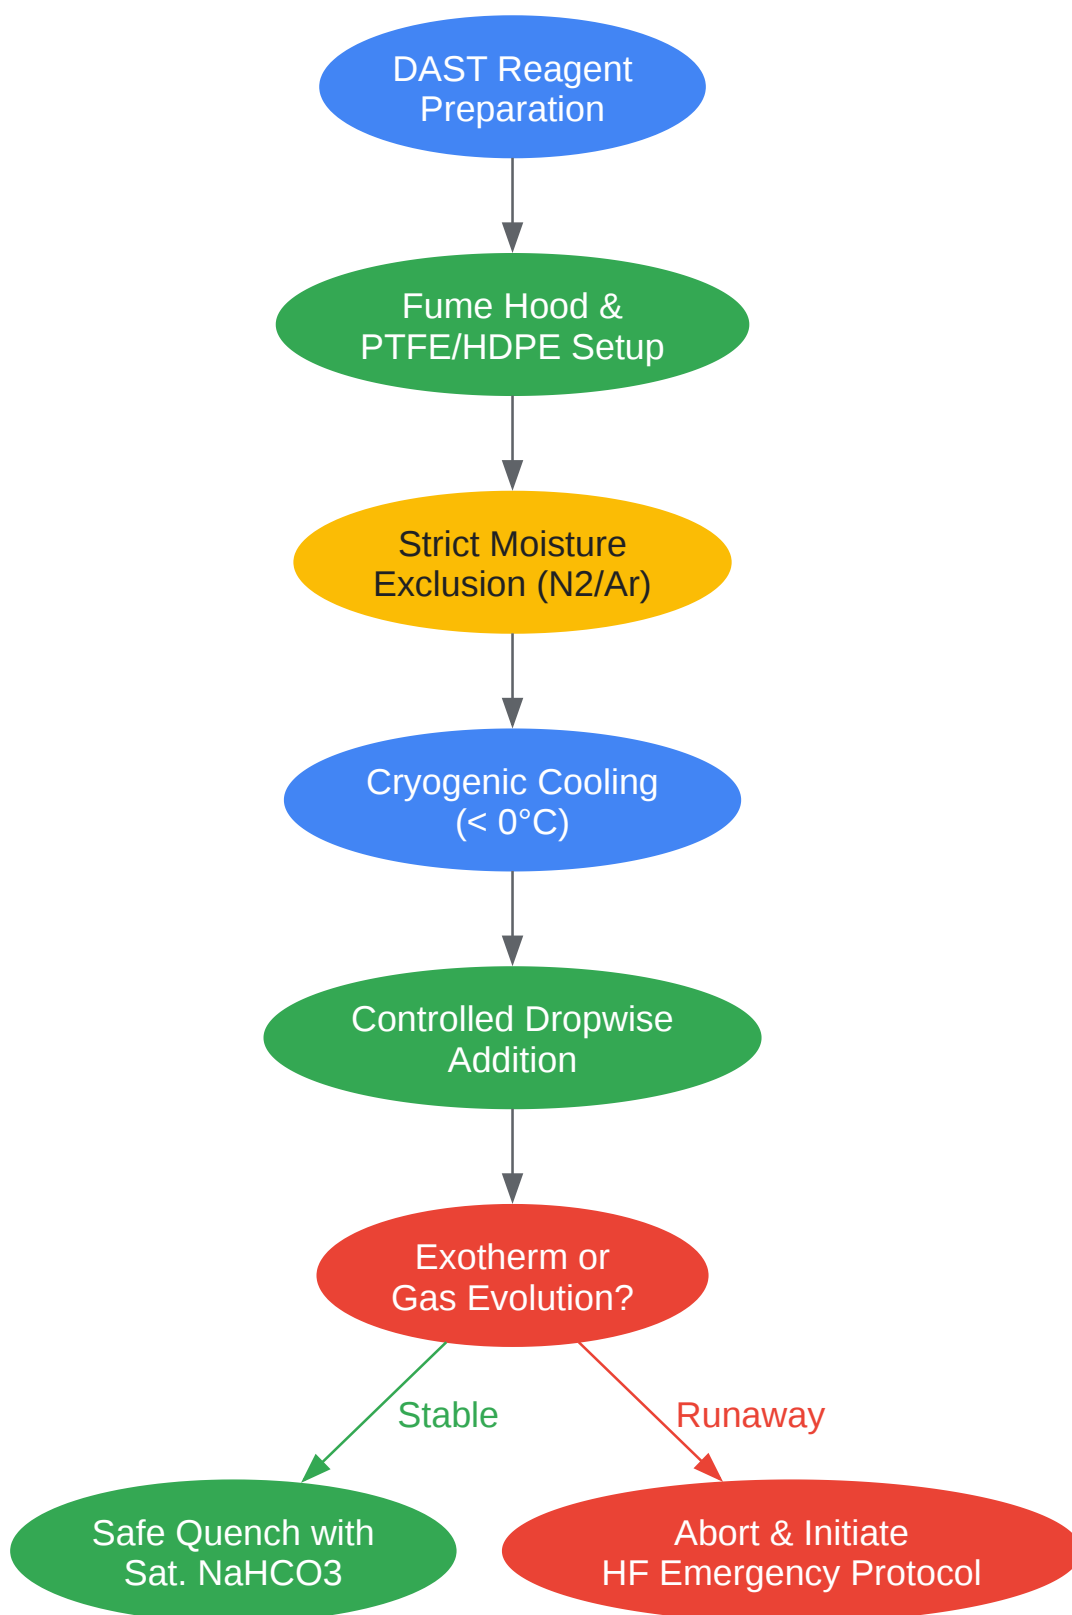 DAST Reagent
Preparation
Fume Hood &
PTFE/HDPE Setup
Strict Moisture
Exclusion (N2/Ar)
Cryogenic Cooling
(< 0°C)
Controlled Dropwise
Addition
Exotherm or
Gas Evolution?
Stable
Runaway
Safe Quench with
Sat. NaHCO3
Abort & Initiate
HF Emergency Protocol